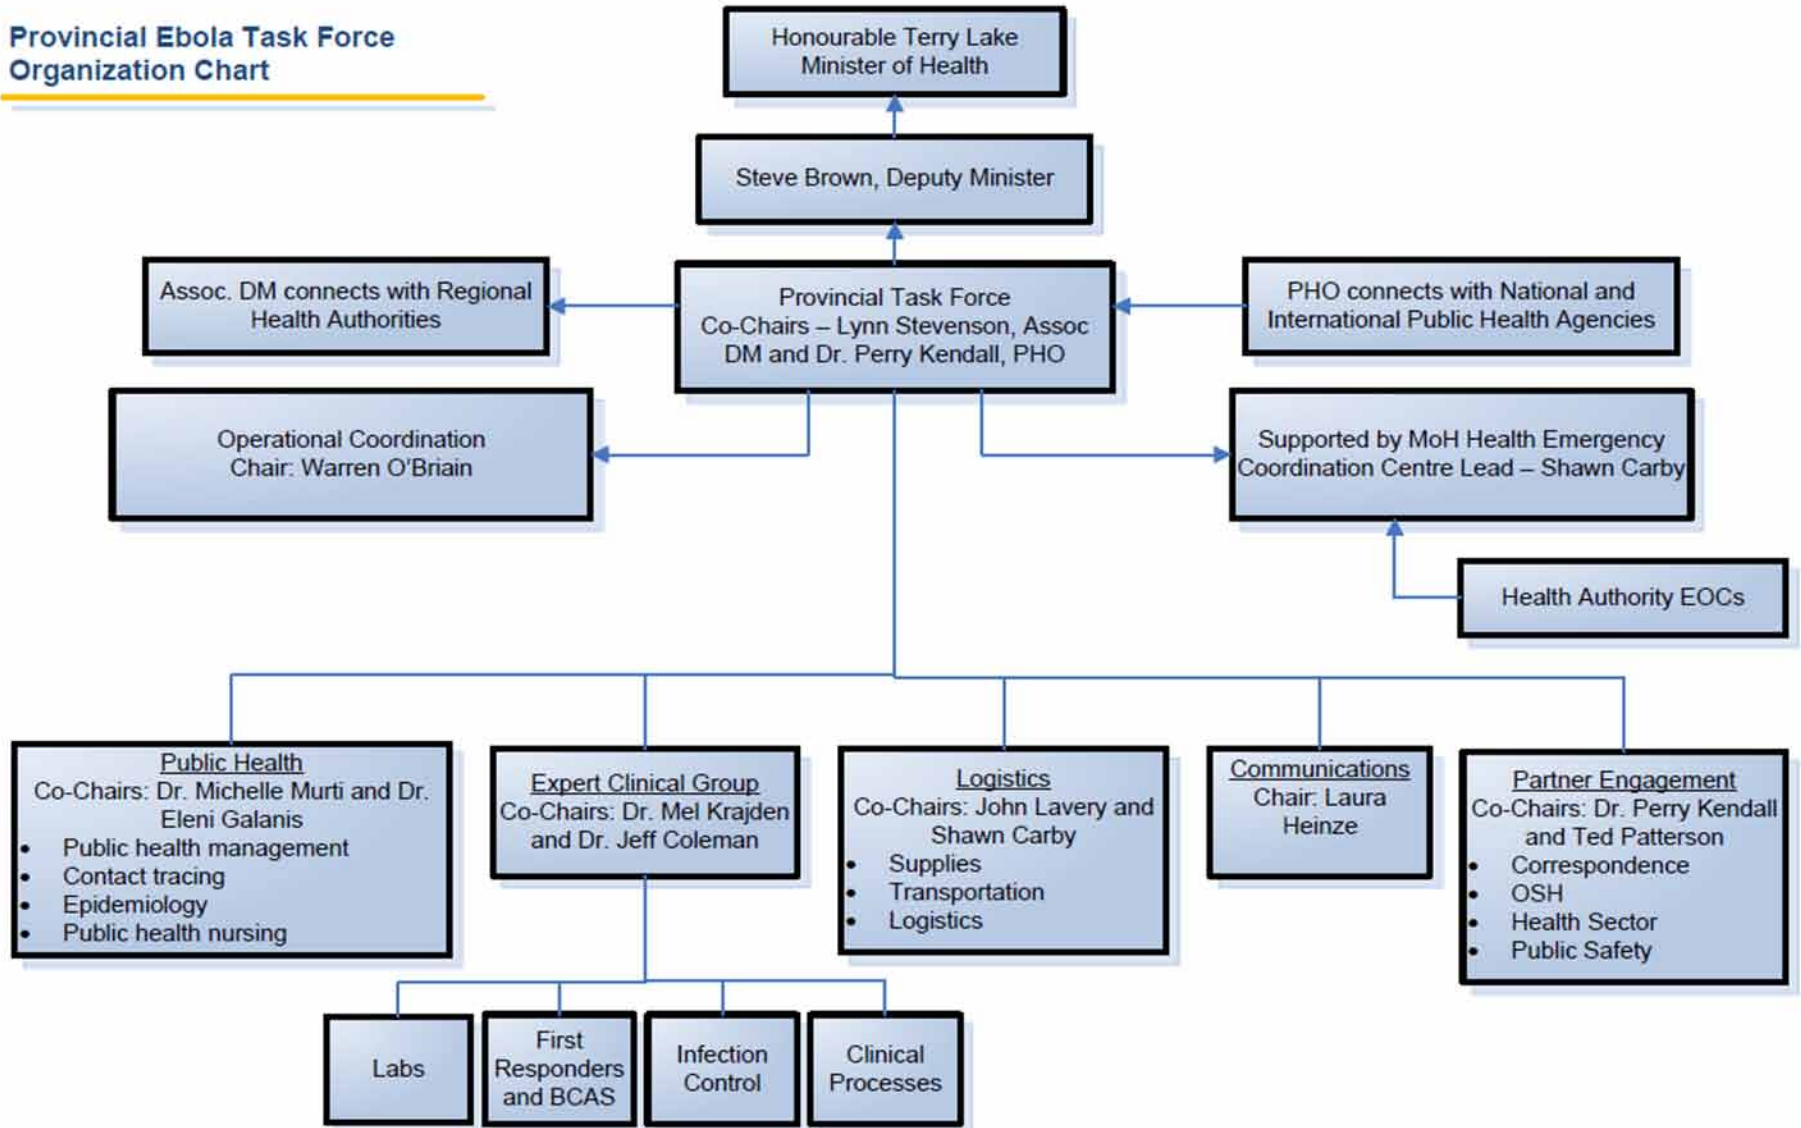 Provincial Ebola Task Force
Organization Chart
Honourable Terry Lake
Minister of Health
Steve Brown, Deputy Minister
Assoc. DM connects with Regional
Health Authorities
Provincial Task Force
Co-Chairs – Lynn Stevenson, Assoc
DM and Dr. Perry Kendall, PHO
PHO connects with National and
International Public Health Agencies
Operational Coordination
Chair: Warren O'Briain
Supported by MoH Health Emergency
Coordination Centre Lead – Shawn Carby
Health Authority EOCs
Public Health
Co-Chairs: Dr. Michelle Murti and Dr.
Eleni Galanis
• Public health management
• Contact tracing
• Epidemiology
• Public health nursing
Expert Clinical Group
Co-Chairs: Dr. Mel Krajden
and Dr. Jeff Coleman
Logistics
Co-Chairs: John Lavery and
Shawn Carby
• Supplies
• Transportation
• Logistics
Communications
Chair: Laura
Heinze
Partner Engagement
Co-Chairs: Dr. Perry Kendall
and Ted Patterson
• Correspondence
• OSH
• Health Sector
• Public Safety
Labs
First
Responders
and BCAS
Infection
Control
Clinical
Processes